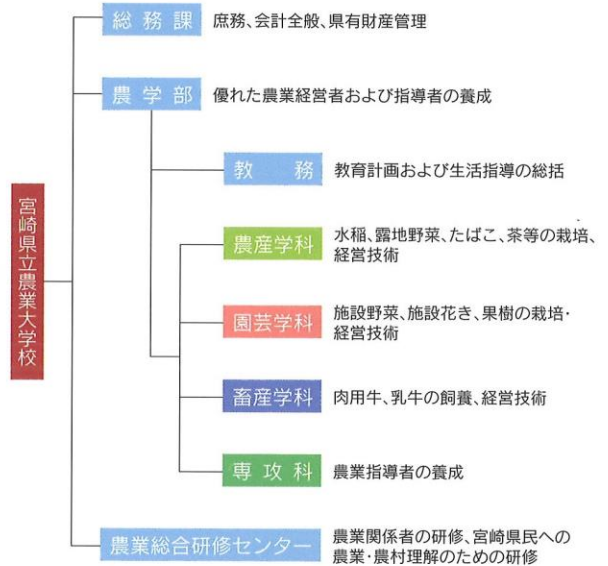 宮崎県立農業大学校
総務課
庶務、会計全般、県有財産管理
農学部
優れた農業経営者および指導者の養成
教務
教育計画および生活指導の総括
農産学科
水稲、露地野菜、たばこ、茶等の栽培、
経営技術
園芸学科
施設野菜、施設花き、果樹の栽培・
経営技術
畜産学科
肉用牛、乳牛の飼養、経営技術
専攻科
農業指導者の養成
農業総合研修センター
農業関係者の研修、宮崎県民への
農業・農村理解のための研修